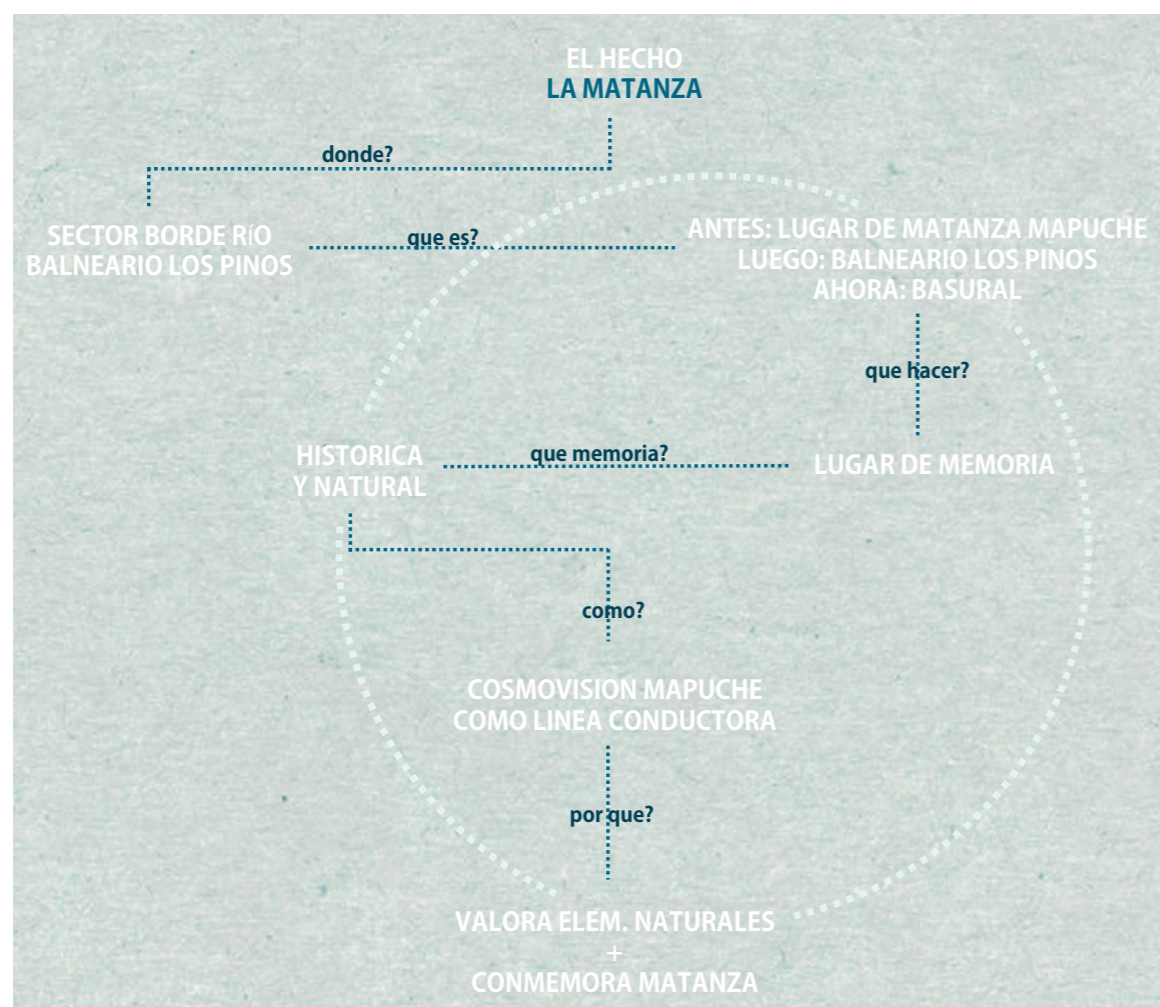 EL HECHO
LA MATANZA
donde?
SECTOR BORDE RÍO
BALNEARIO LOS PINOS
que es?
ANTES: LUGAR DE MATANZA MAPUCHE
LUEGO: BALNEARIO LOS PINOS
AHORA: BASURAL
que hacer?
LUGAR DE MEMORIA
que memoria?
HISTORICA
Y NATURAL
como?
COSMOVISION MAPUCHE
COMO LINEA CONDUCTORA
por que?
VALORA ELEM. NATURALES
+
CONMEMORA MATANZA